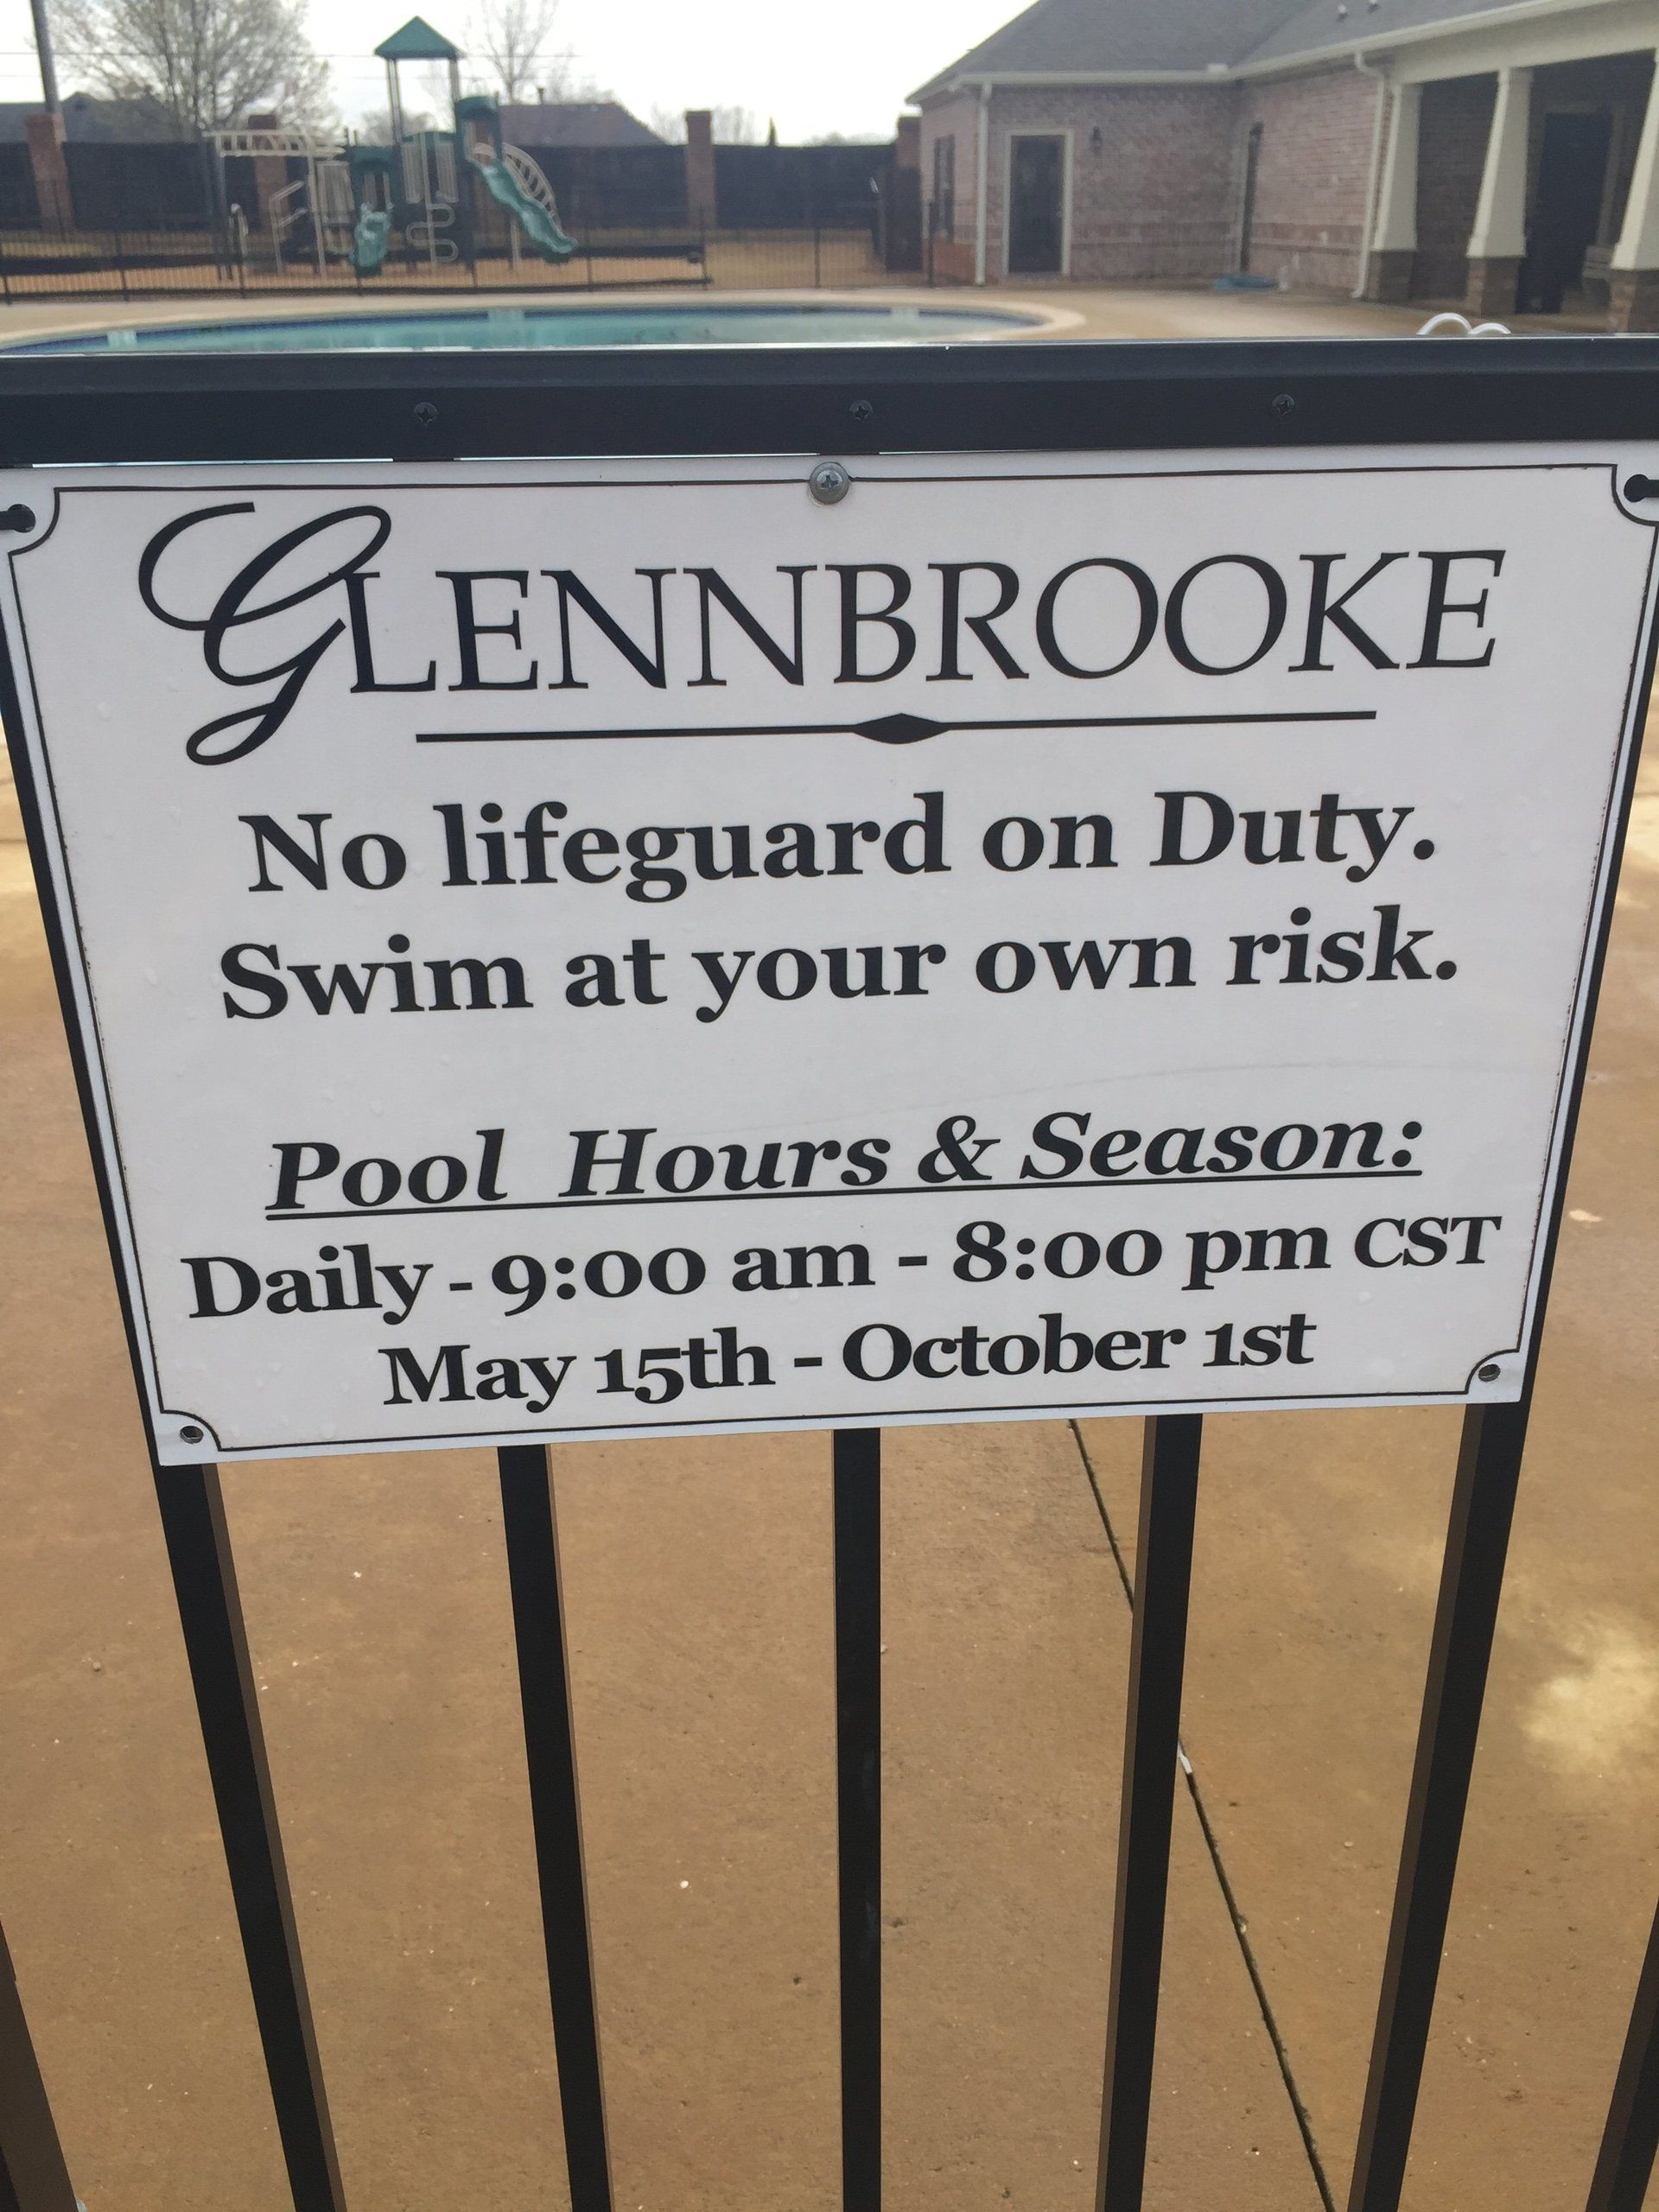 GLENNBROOKE
No lifeguard on Duty.
Swim at your own risk.
Pool Hours & Season:
Daily - 9:00 am - 8:00 pm CST
May 15th - October 1st